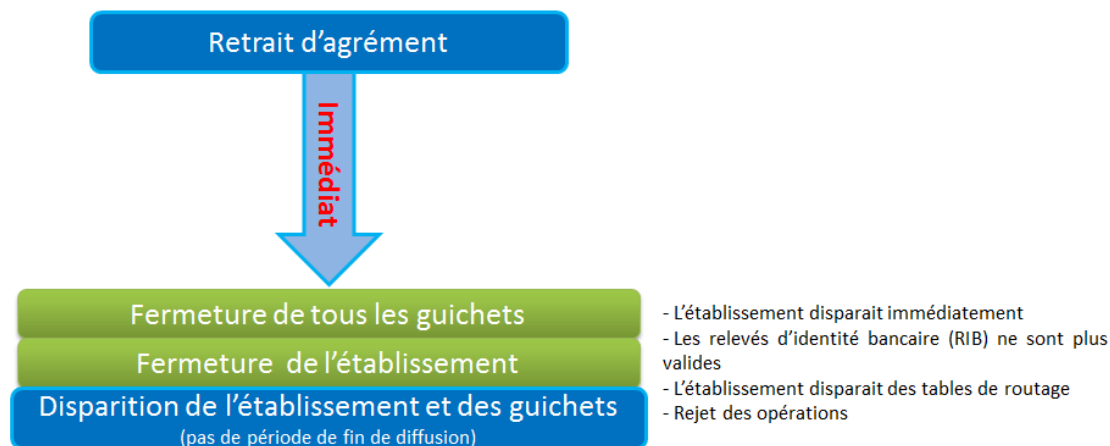 Retrait d'agrément
Immédiat
Fermeture de tous les guichets
Fermeture de l'établissement
Disparition de l'établissement et des guichets
(pas de période de fin de diffusion)
- L'établissement disparait immédiatement
- Les relevés d'identité bancaire (RIB) ne sont plus
valides
- L'établissement disparait des tables de routage
- Rejet des opérations